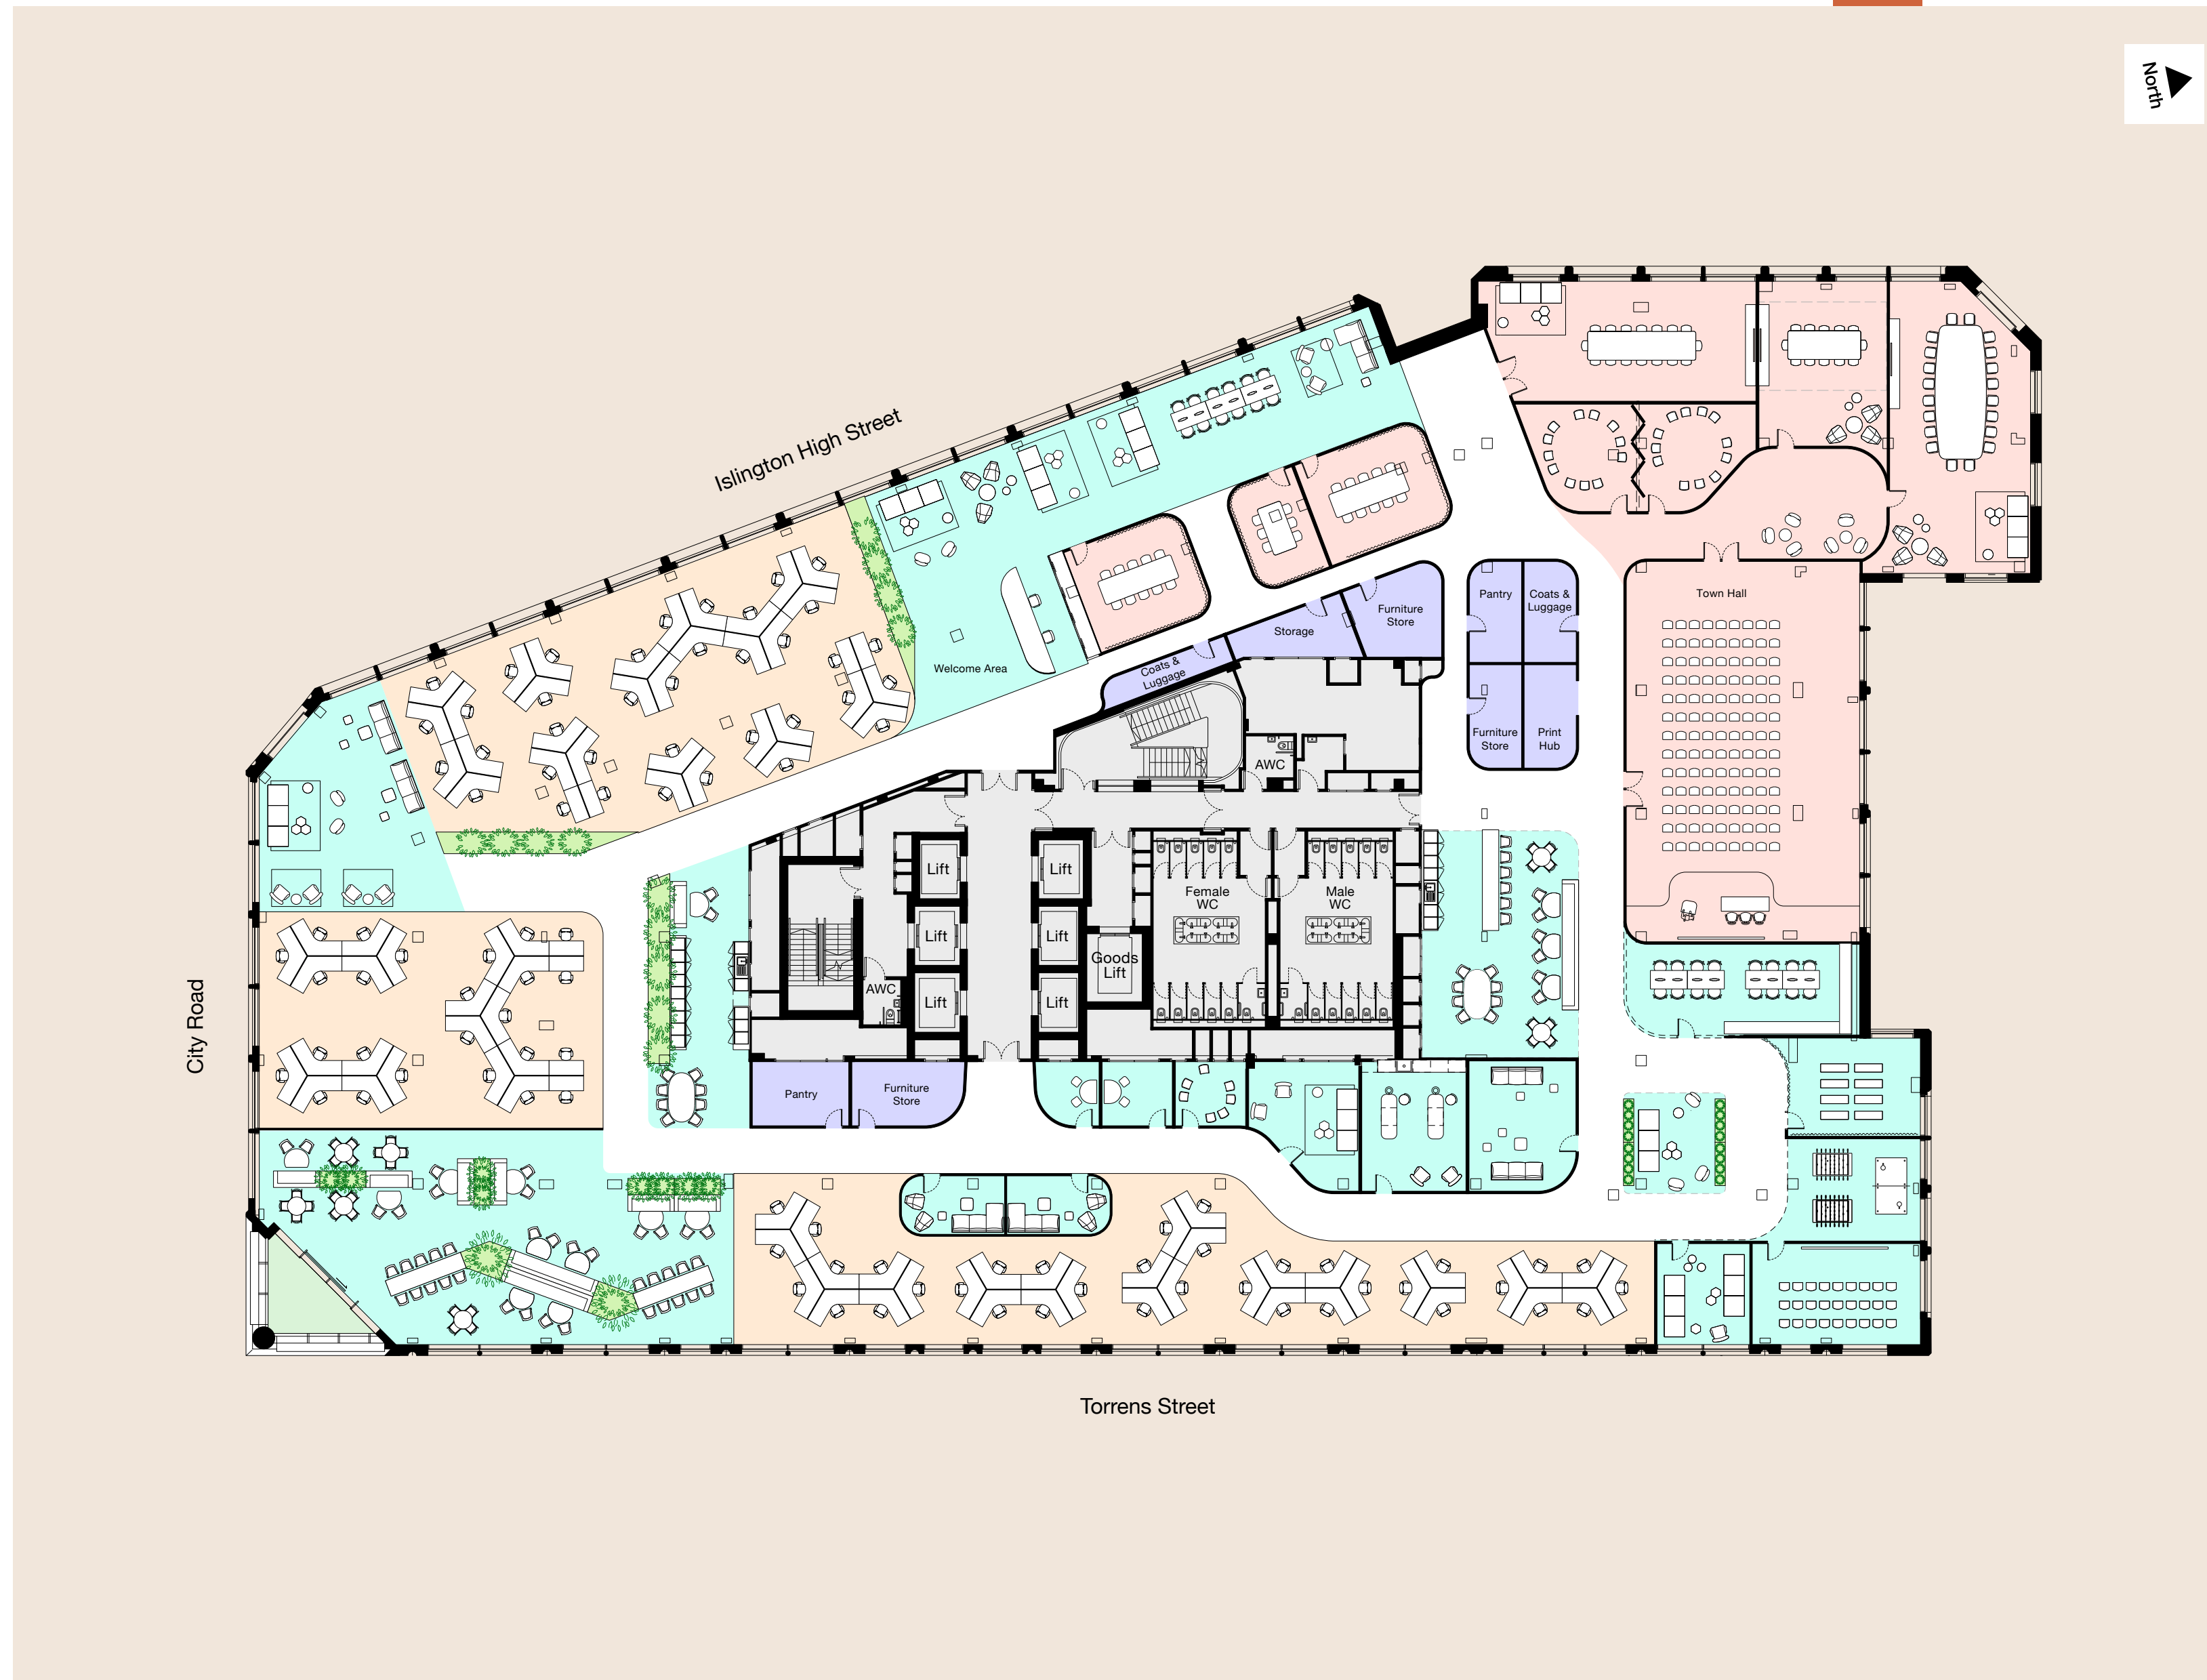 North
Islington High Street
Town Hall
Pantry
Coats &
Luggage
Furniture
Store
Storage
Coats &
Luggage
Welcome Area
Furniture
Store
Print
Hub
AWC
Lift
Lift
Female
WC
Male
WC
Lift
Lift
Goods
Lift
AWC
Lift
Lift
City Road
Pantry
Furniture
Store
Torrens Street